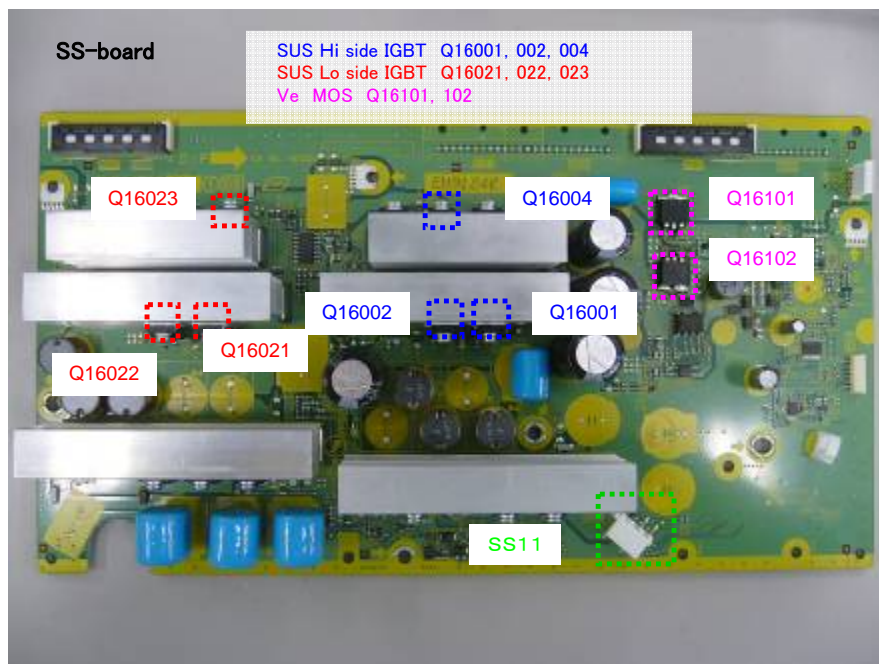 SS-board
SUS Hi side IGBT Q16001, 002, 004
SUS Lo side IGBT Q16021, 022, 023
Ve MOS Q16101, 102
Q16023
Q16004
Q16101
Q16102
Q16002
Q16001
Q16021
Q16022
SS11